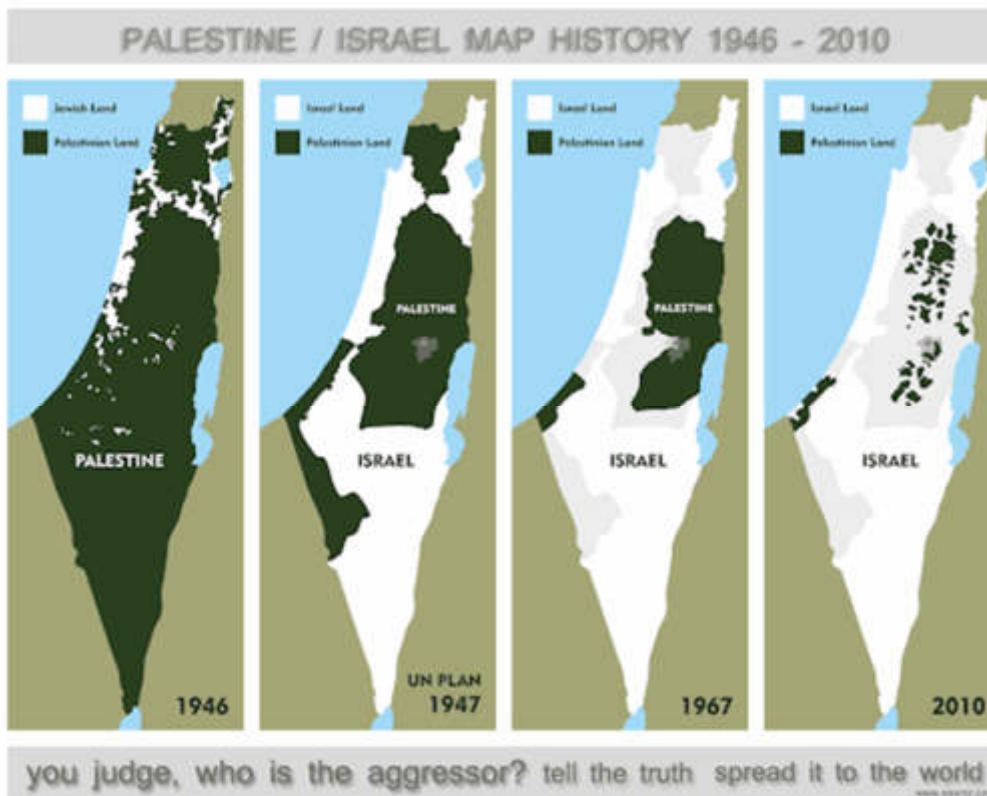 PALESTINE / ISRAEL MAP HISTORY 1946 - 2010
Jewish Land
Palestinian Land
PALESTINE
1946
Israel Land
Palestinian Land
PALESTINE
ISRAEL
UN PLAN
1947
Israel Land
Palestinian Land
PALESTINE
ISRAEL
1967
Israel Land
Palestinian Land
ISRAEL
2010
you judge, who is the aggressor? tell the truth spread it to the world